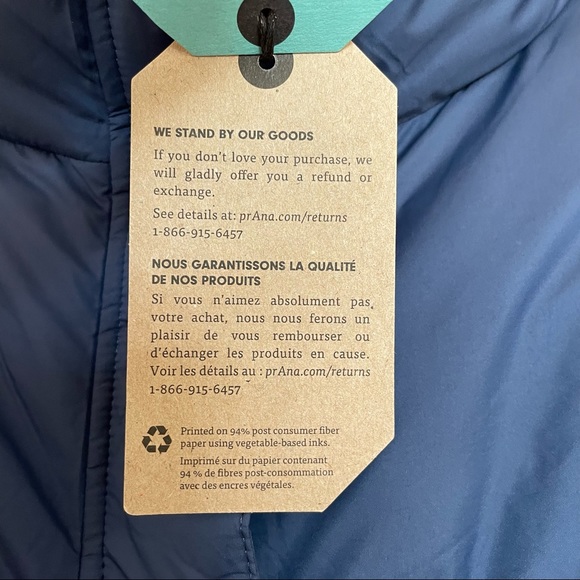 WE STAND BY OUR GOODS
If you don't love your purchase, we
will gladly offer you a refund or
exchange.
See details at: prAna.com/returns
1-866-915-6457
NOUS GARANTISSONS LA QUALITÉ
DE NOS PRODUITS
Si vous n'aimez absolument pas
votre achat, nous nous ferons un
plaisir de vous rembourser ou
d'échanger les produits en cause.
Voir les détails au : prAna.com/returns
1-866-915-6457
Printed on 94% post consumer fiber
paper using vegetable-based inks.
Imprimé sur du papier contenant
94 % de fibres post-consommation
avec des encres végétales.